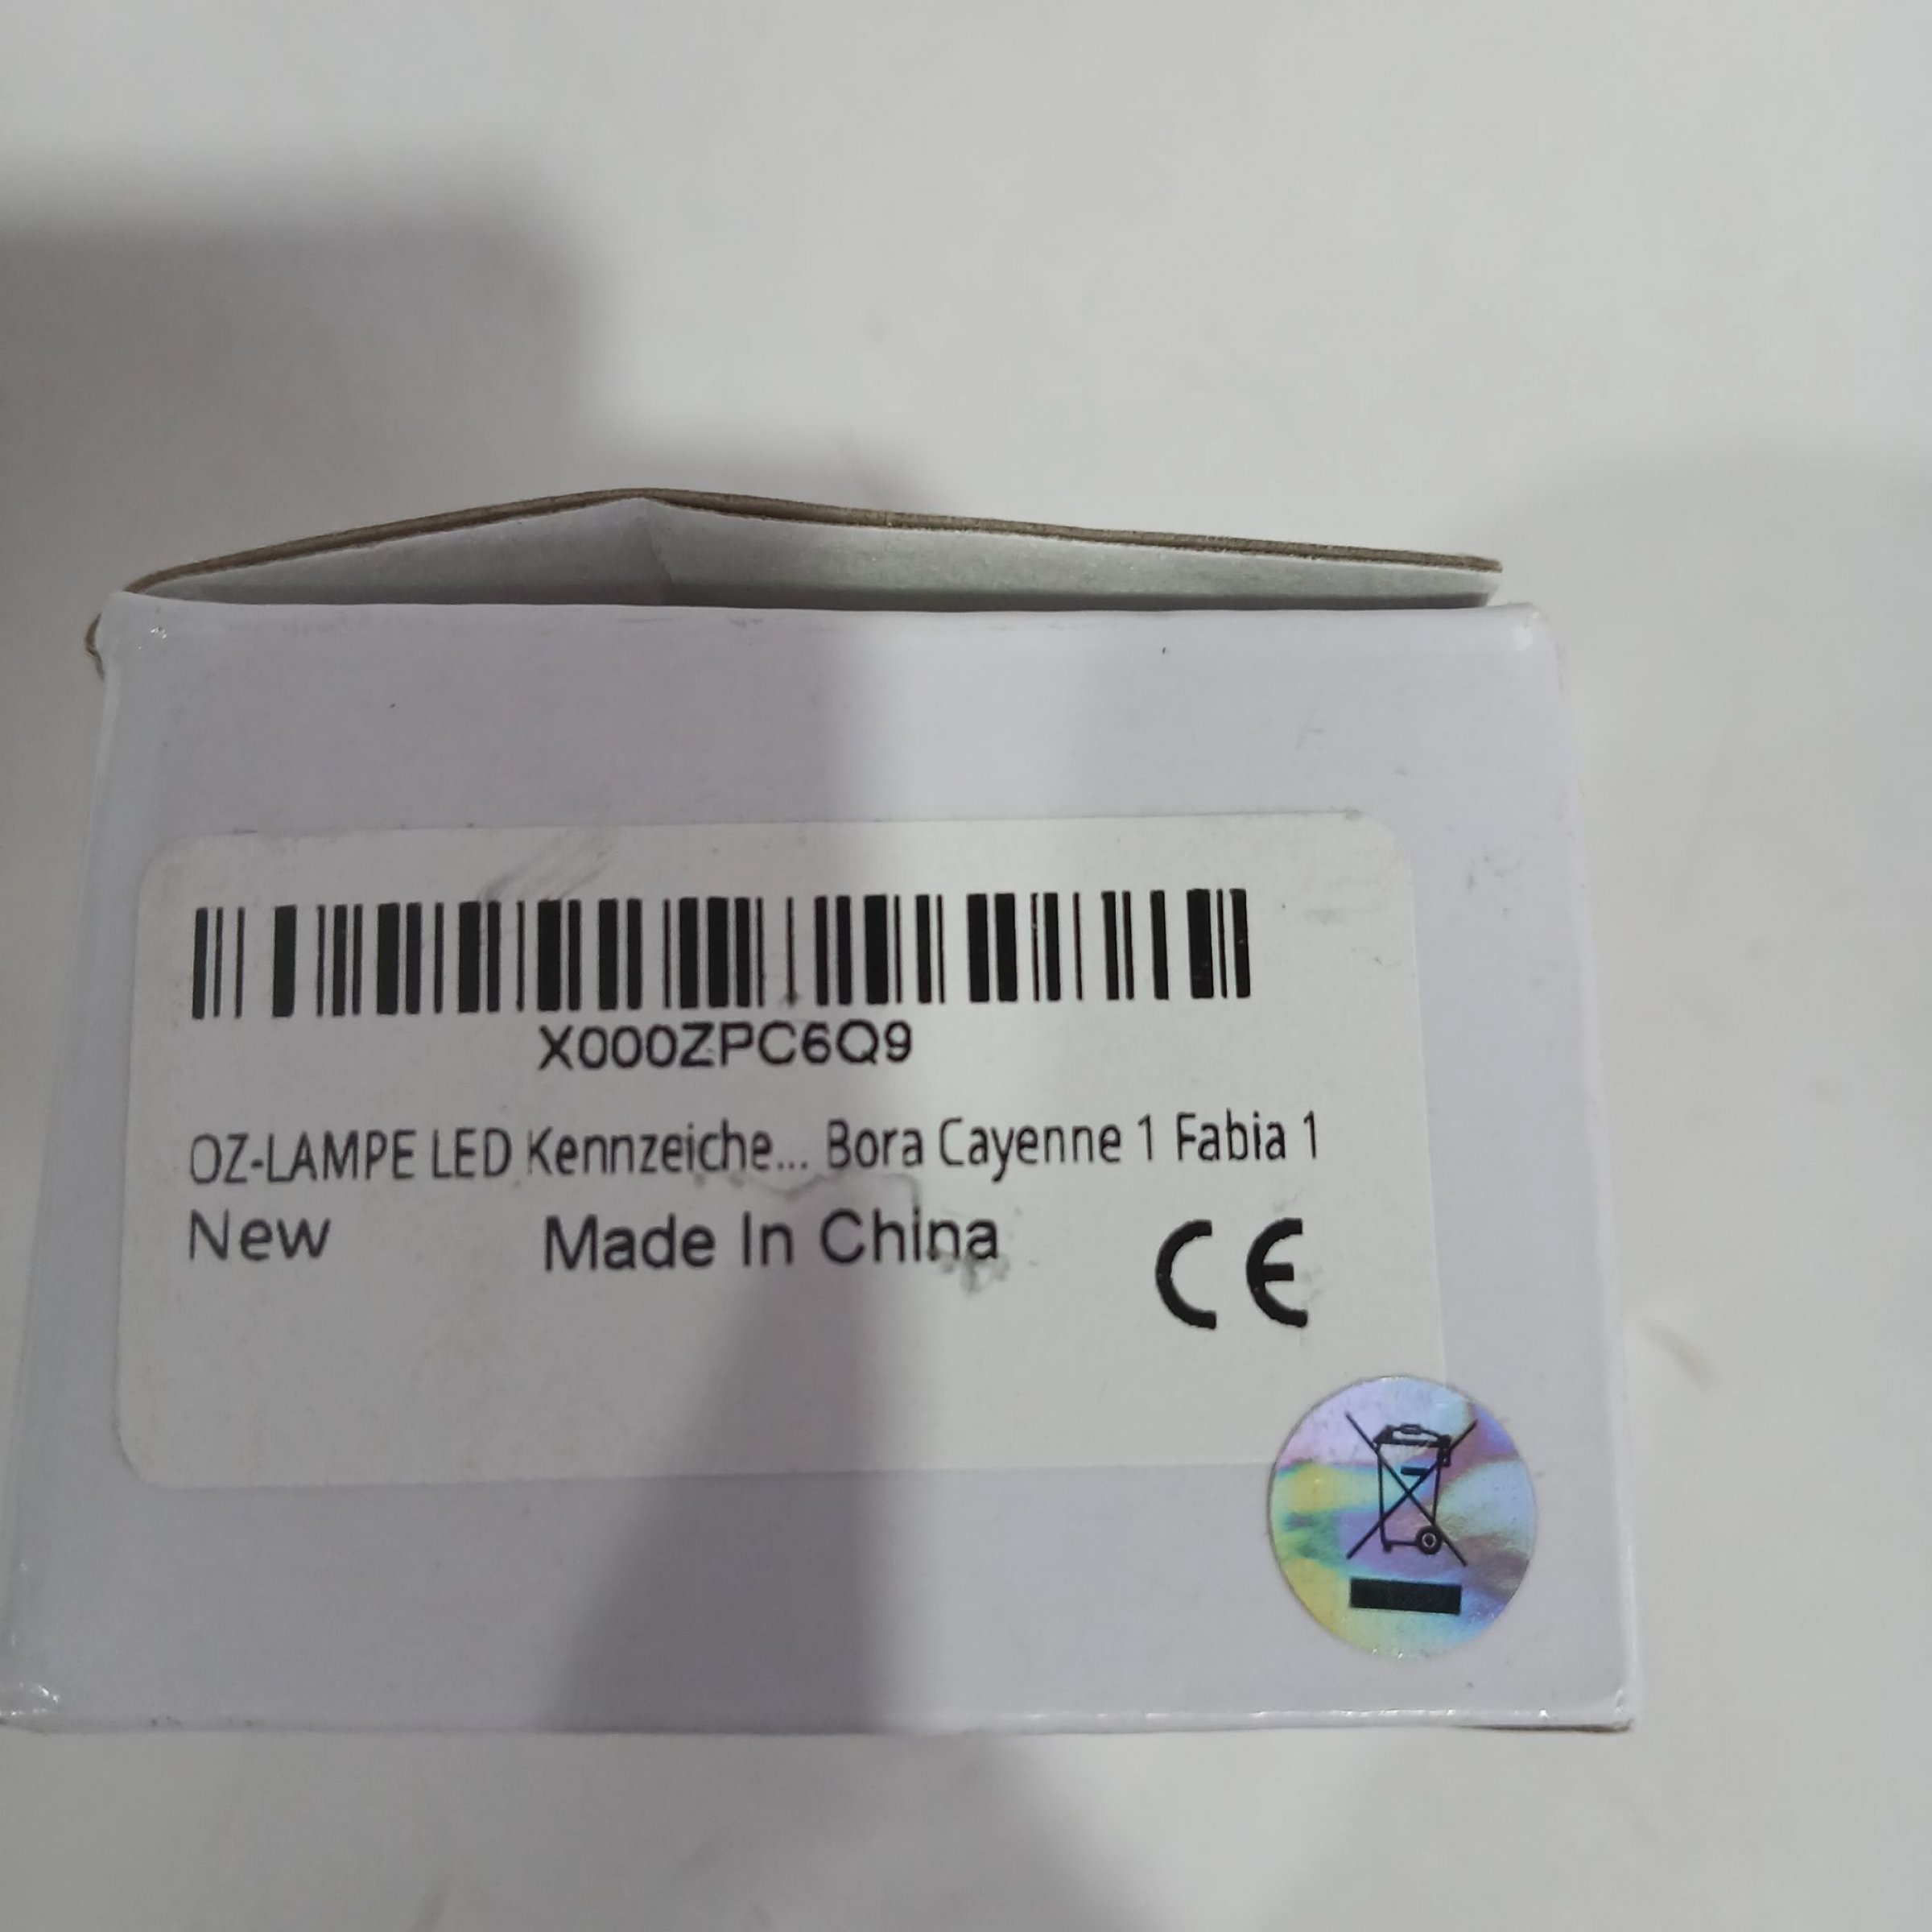 X000ZPC6Q9
OZ-LAMPE LED Kennzeiche... Bora Cayenne 1 Fabia 1
New Made In China CE